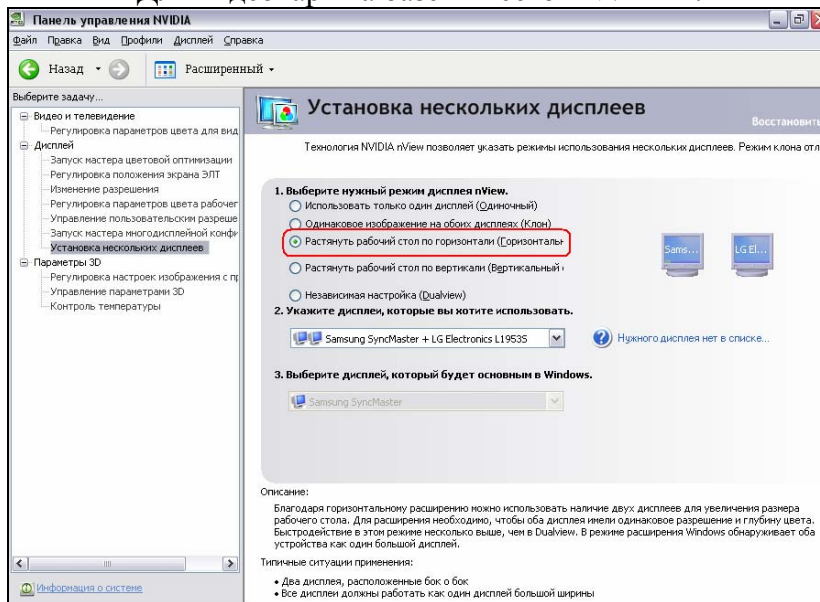 Панель управления NVIDIA
Файл Правка Вид Профили Дисплей Справка
Назад
Расширенный
Выберите задачу...
Видео и телевидение
Регулировка параметров цвета для вид
Дисплей
Запуск мастера цветовой оптимизации
Регулировка положения экрана ЭЛТ
Изменение разрешения
Регулировка параметров цвета рабочег
Управление пользовательским разреше
Запуск мастера многодисплейной конфи
Установка нескольких дисплеев
Параметры 3D
Регулировка настроек изображения с пр
Управление параметрами 3D
Контроль температуры
Информация о системе
Установка нескольких дисплеев
Восстановить
Технология NVIDIA nView позволяет указать режимы использования нескольких дисплеев. Режим клона отл
1. Выберите нужный режим дисплея nView.
Использовать только один дисплей (Одиночный)
Одинаковое изображение на обоих дисплеях (Клон)
Растянуть рабочий стол по горизонтали (Горизонталь
Растянуть рабочий стол по вертикали (Вертикальный
Независимая настройка (Dualview)
Sams...
LG El...
2. Укажите дисплеи, которые вы хотите использовать.
Samsung SyncMaster + LG Electronics L1953S
Нужного дисплея нет в списке...
3. Выберите дисплей, который будет основным в Windows.
Samsung SyncMaster
Описание:
Благодаря горизонтальному расширению можно использовать наличие двух дисплеев для увеличения размера
рабочего стола. Для расширения необходимо, чтобы оба дисплея имели одинаковое разрешение и глубину цвета.
Быстродействие в этом режиме несколько выше, чем в Dualview. В режиме расширения Windows обнаруживает оба
устройства как один большой дисплей.
Типичные ситуации применения:
• Два дисплея, расположенные бок о бок
• Все дисплеи должны работать как один дисплей большой ширины